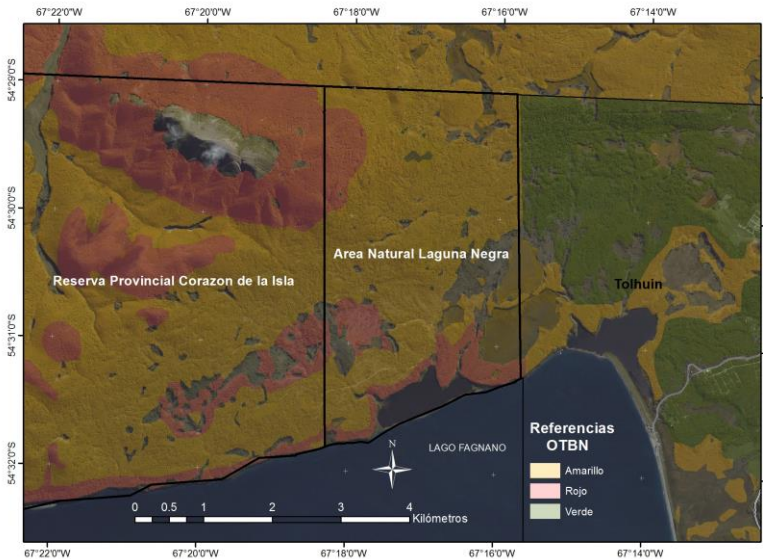 67°22'0"W 67°20'0"W 67°18'0"W 67°16'0"W 67°14'0"W
54°29'0"S
54°30'0"S
Area Natural Laguna Negra
Reserva Provincial Corazon de la Isla
Tolhuin
54°31'0"S
Referencias
OTBN
N
LAGO FAGNANO
Amarillo
54°32'0"S
Rojo
Verde
0 0.5 1 2 3 4
Kilómetros
67°22'0"W 67°20'0"W 67°18'0"W 67°16'0"W 67°14'0"W